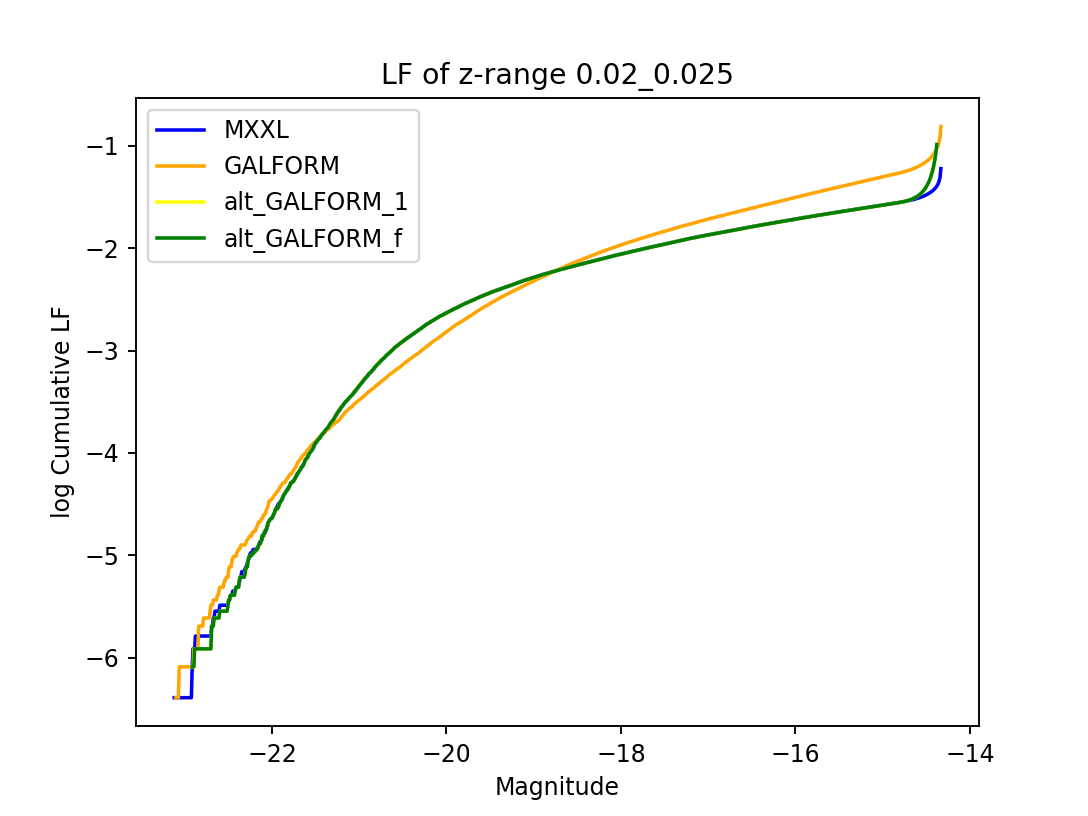 LF of z-range 0.02_0.025
MXXL
GALFORM
alt_GALFORM_1
alt_GALFORM_f
log Cumulative LF
−1
−2
−3
−4
−5
−6
−22
−20
−18
−16
−14
Magnitude